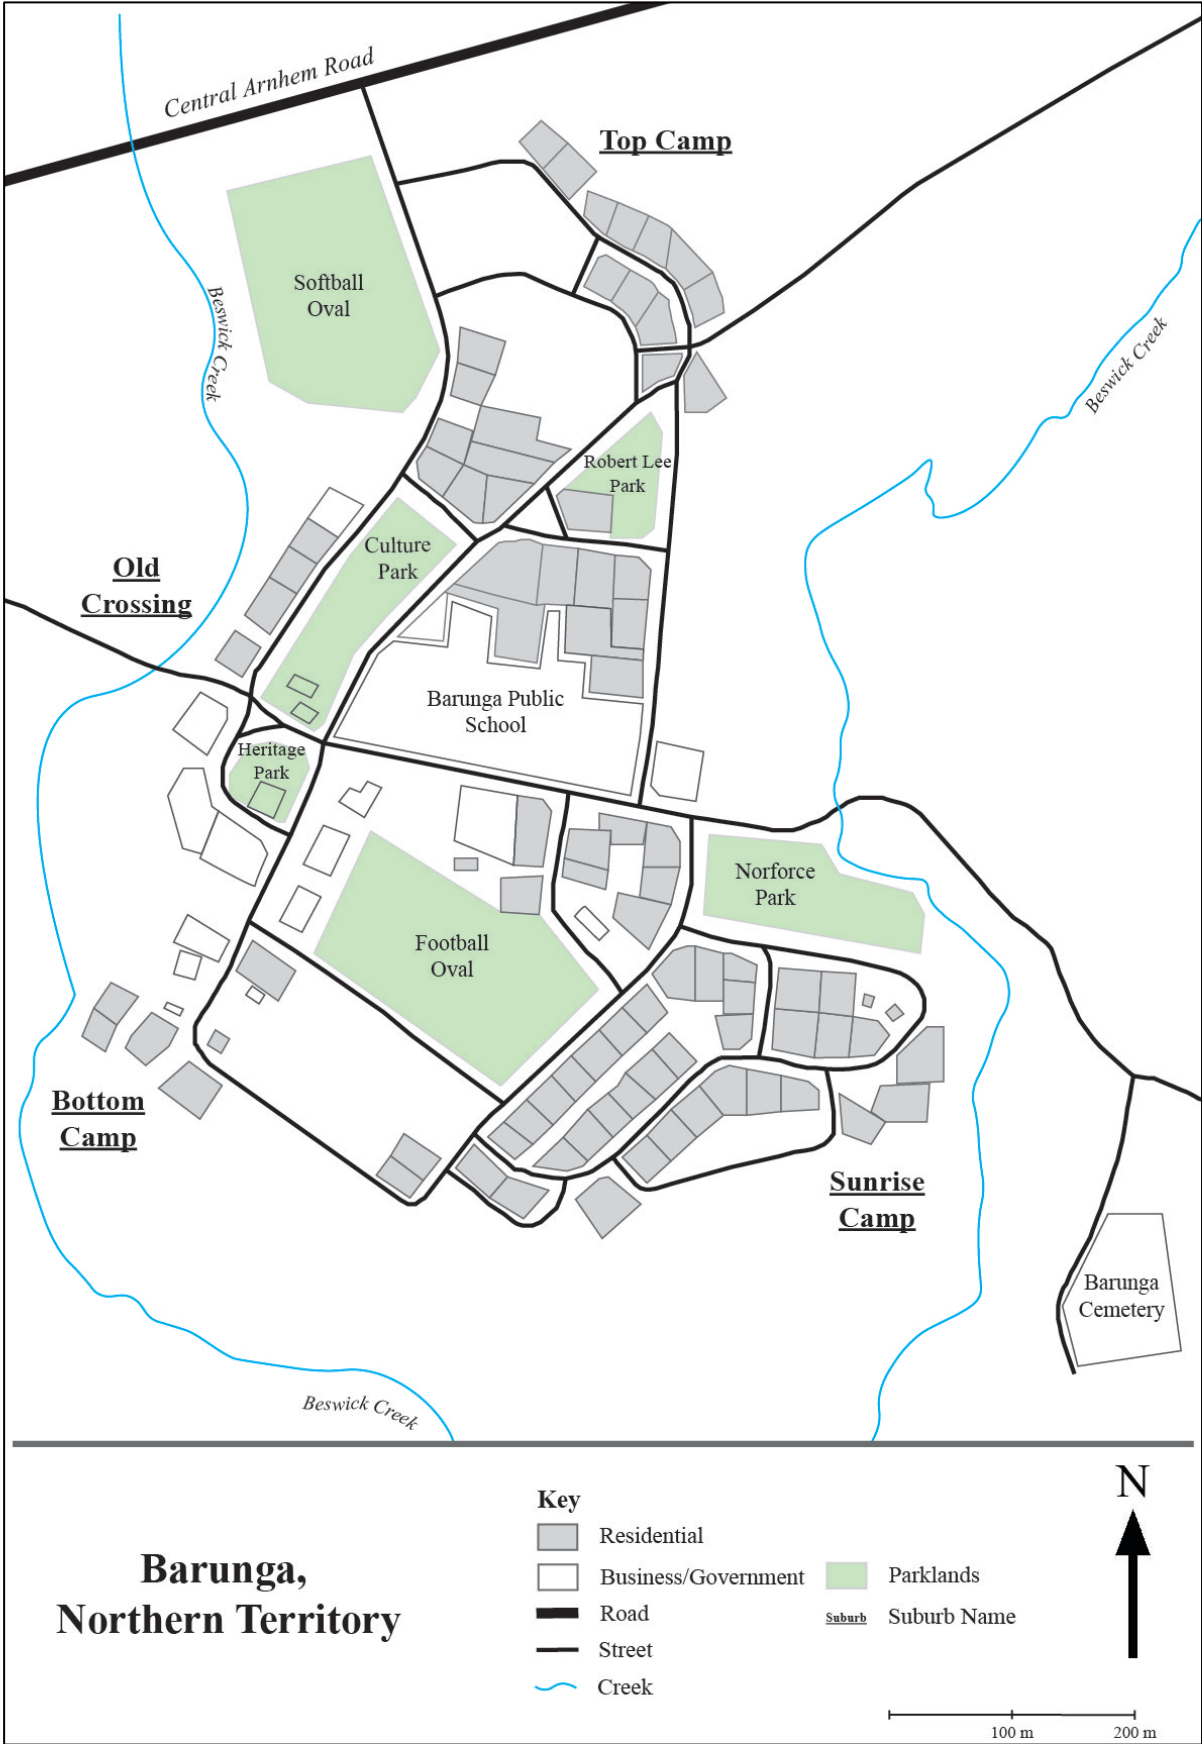 Central Arnhem Road
Top Camp
Softball
Oval
Beswick Creek
Beswick Creek
Robert Lee
Park
Culture
Park
Old
Crossing
Barunga Public
School
Heritage
Park
Norforce
Park
Football
Oval
Bottom
Camp
Sunrise
Camp
Barunga
Cemetery
Beswick Creek
Barunga,
Northern Territory
Key
Residential
Business/Government
Road
Street
Creek
Parklands
Suburb
Suburb Name
N
100 m
200 m